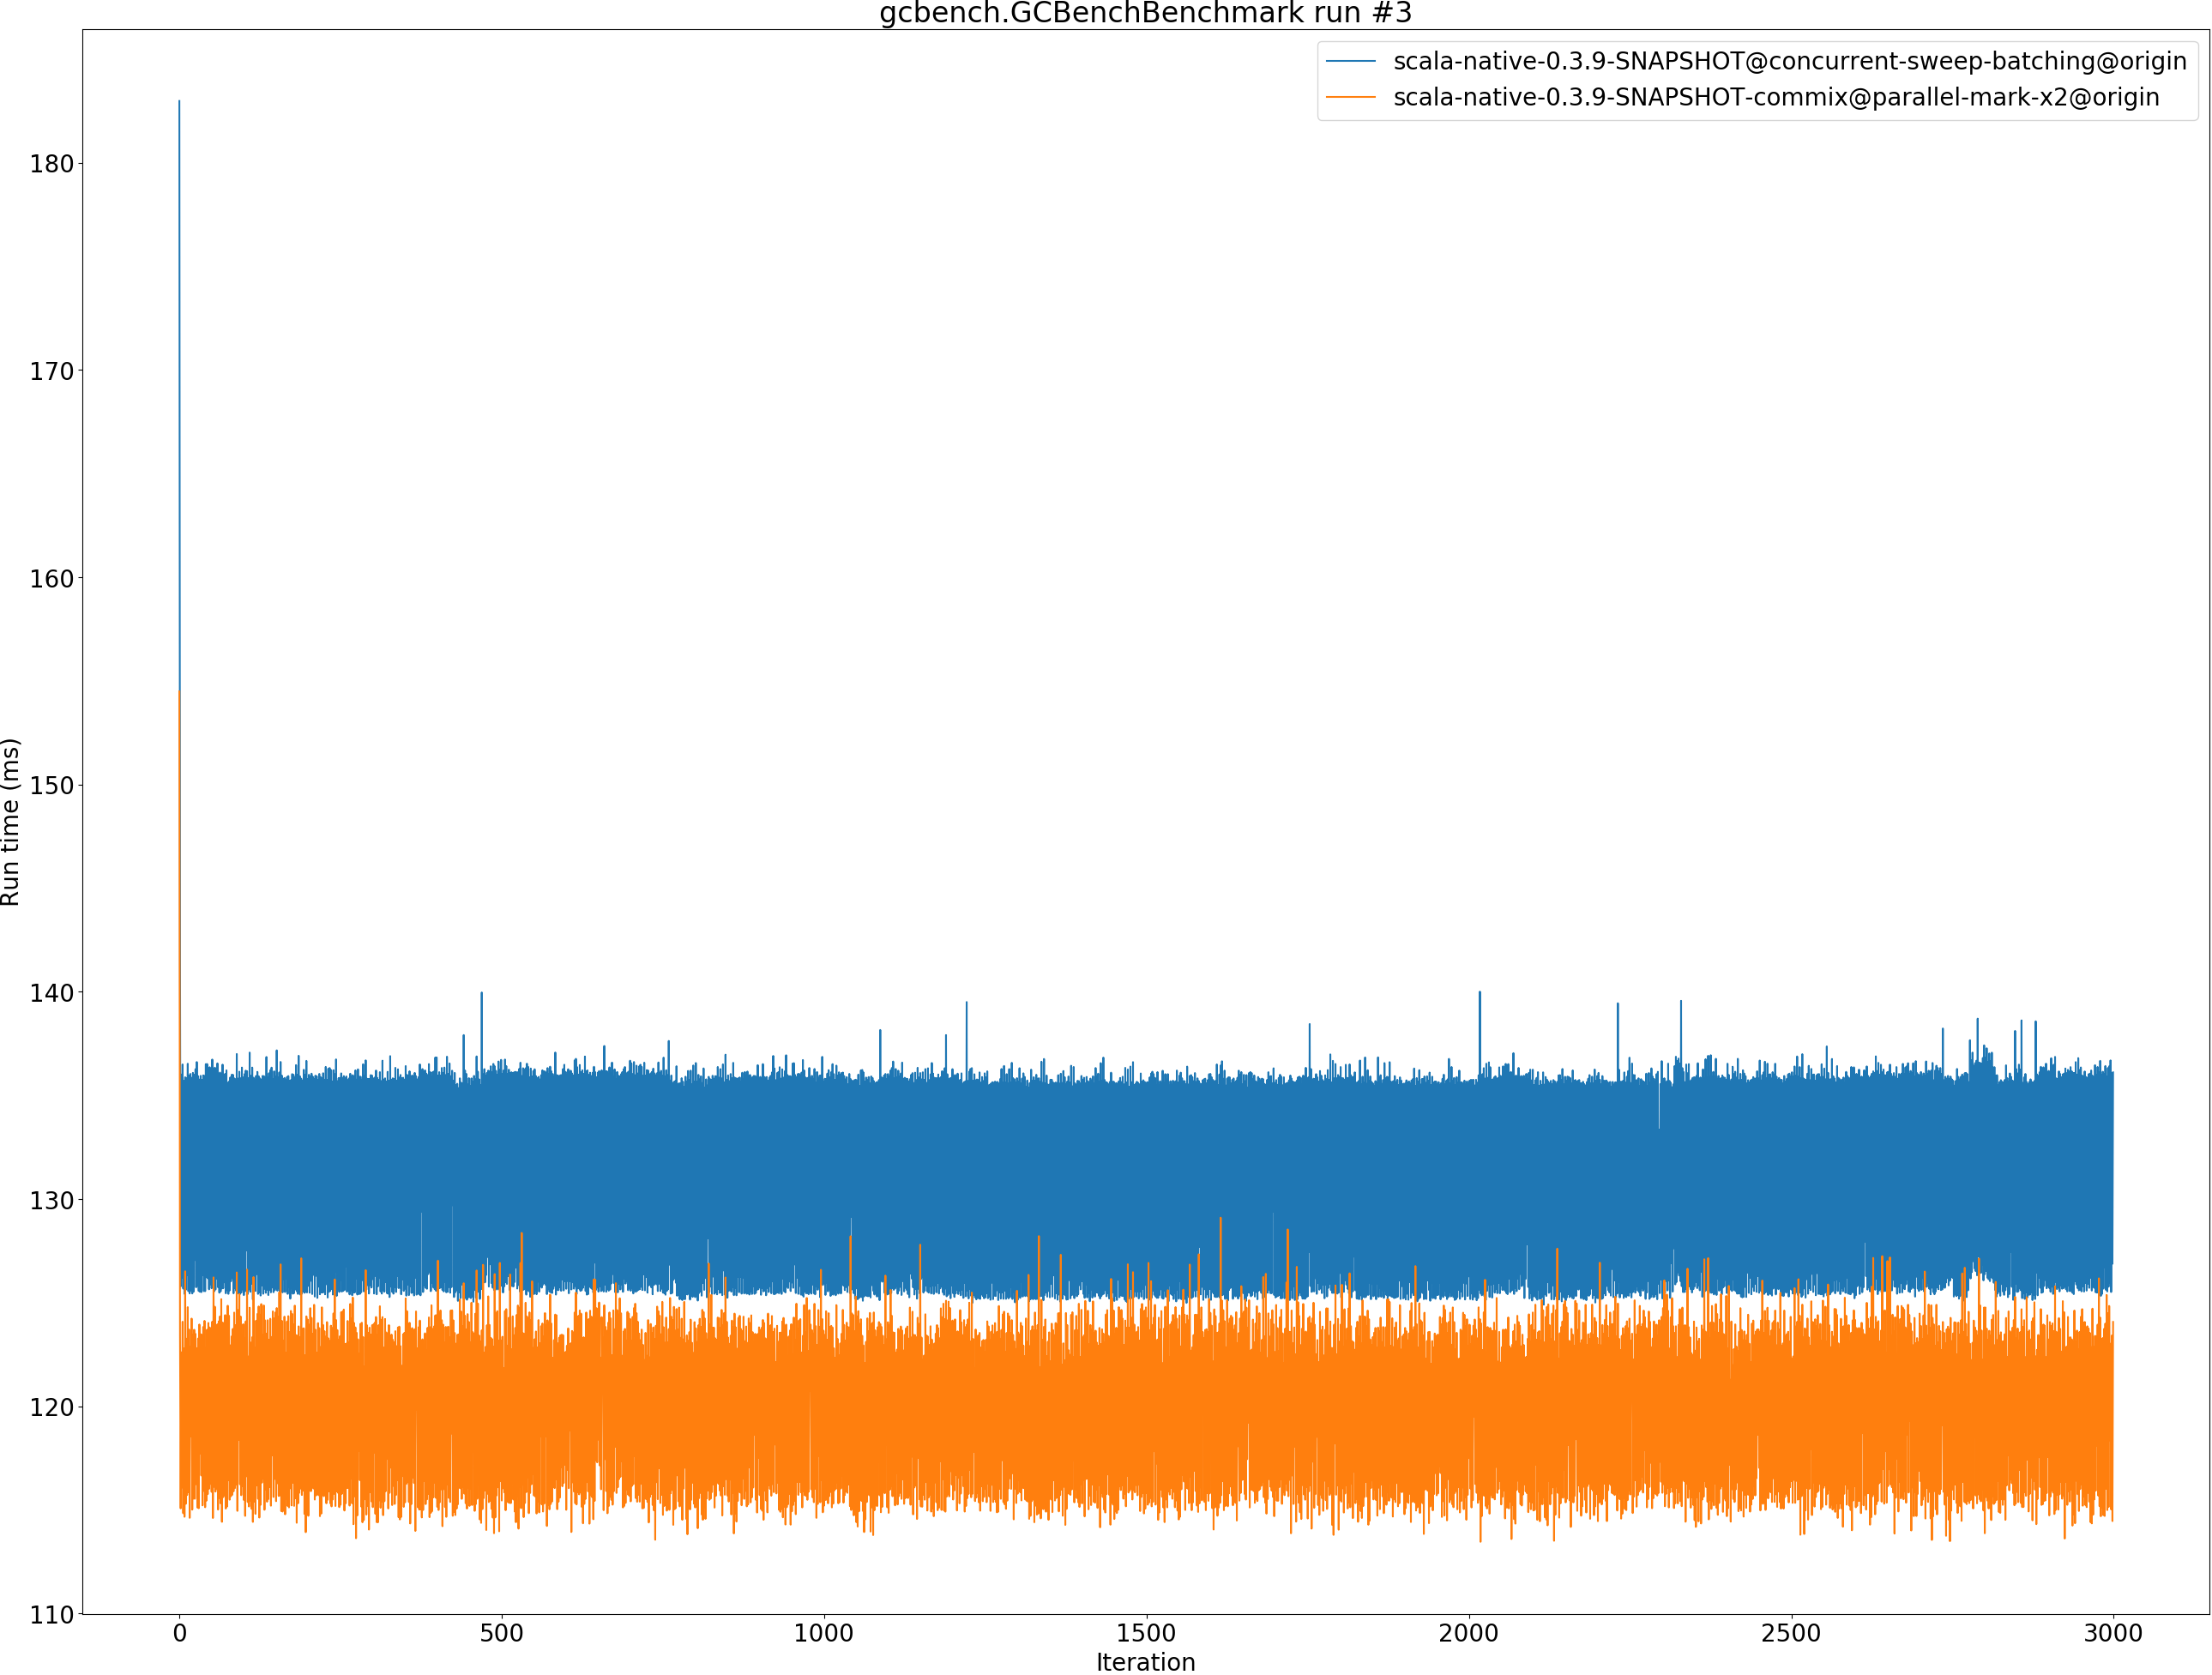 gcbench.GCBenchBenchmark run #3
scala-native-0.3.9-SNAPSHOT@concurrent-sweep-batching@origin
scala-native-0.3.9-SNAPSHOT-commix@parallel-mark-x2@origin
180
170
160
150
140
130
120
110
Run time (ms)
0 500 1000 1500 2000 2500 3000
Iteration